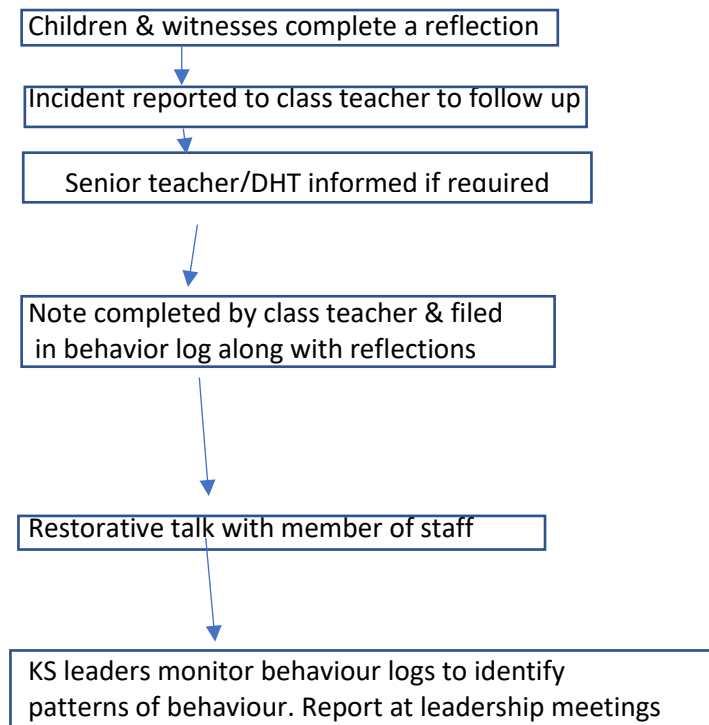 Children & witnesses complete a reflection
Incident reported to class teacher to follow up
Senior teacher/DHT informed if required
Note completed by class teacher & filed
in behavior log along with reflections
Restorative talk with member of staff
KS leaders monitor behaviour logs to identify
patterns of behaviour. Report at leadership meetings